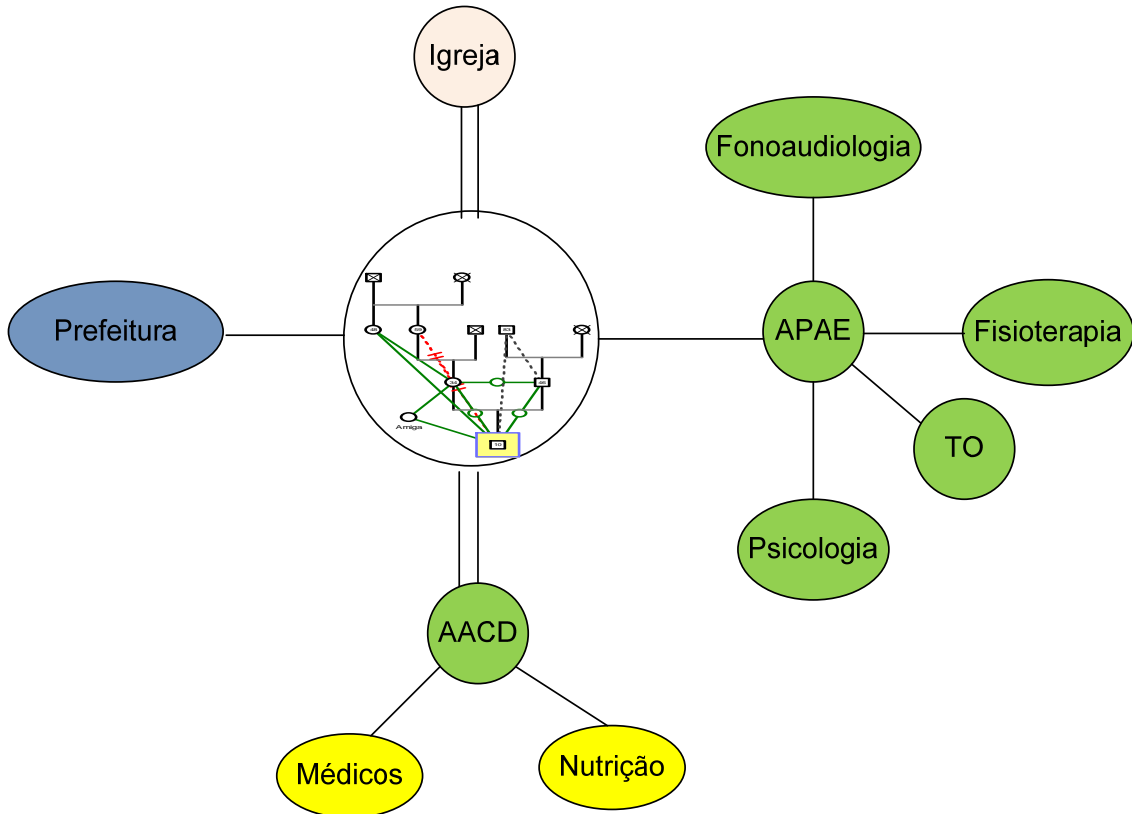 Igreja
Fonoaudiologia
Prefeitura
APAE
Fisioterapia
Amiga
TO
Psicologia
AACD
Médicos
Nutrição